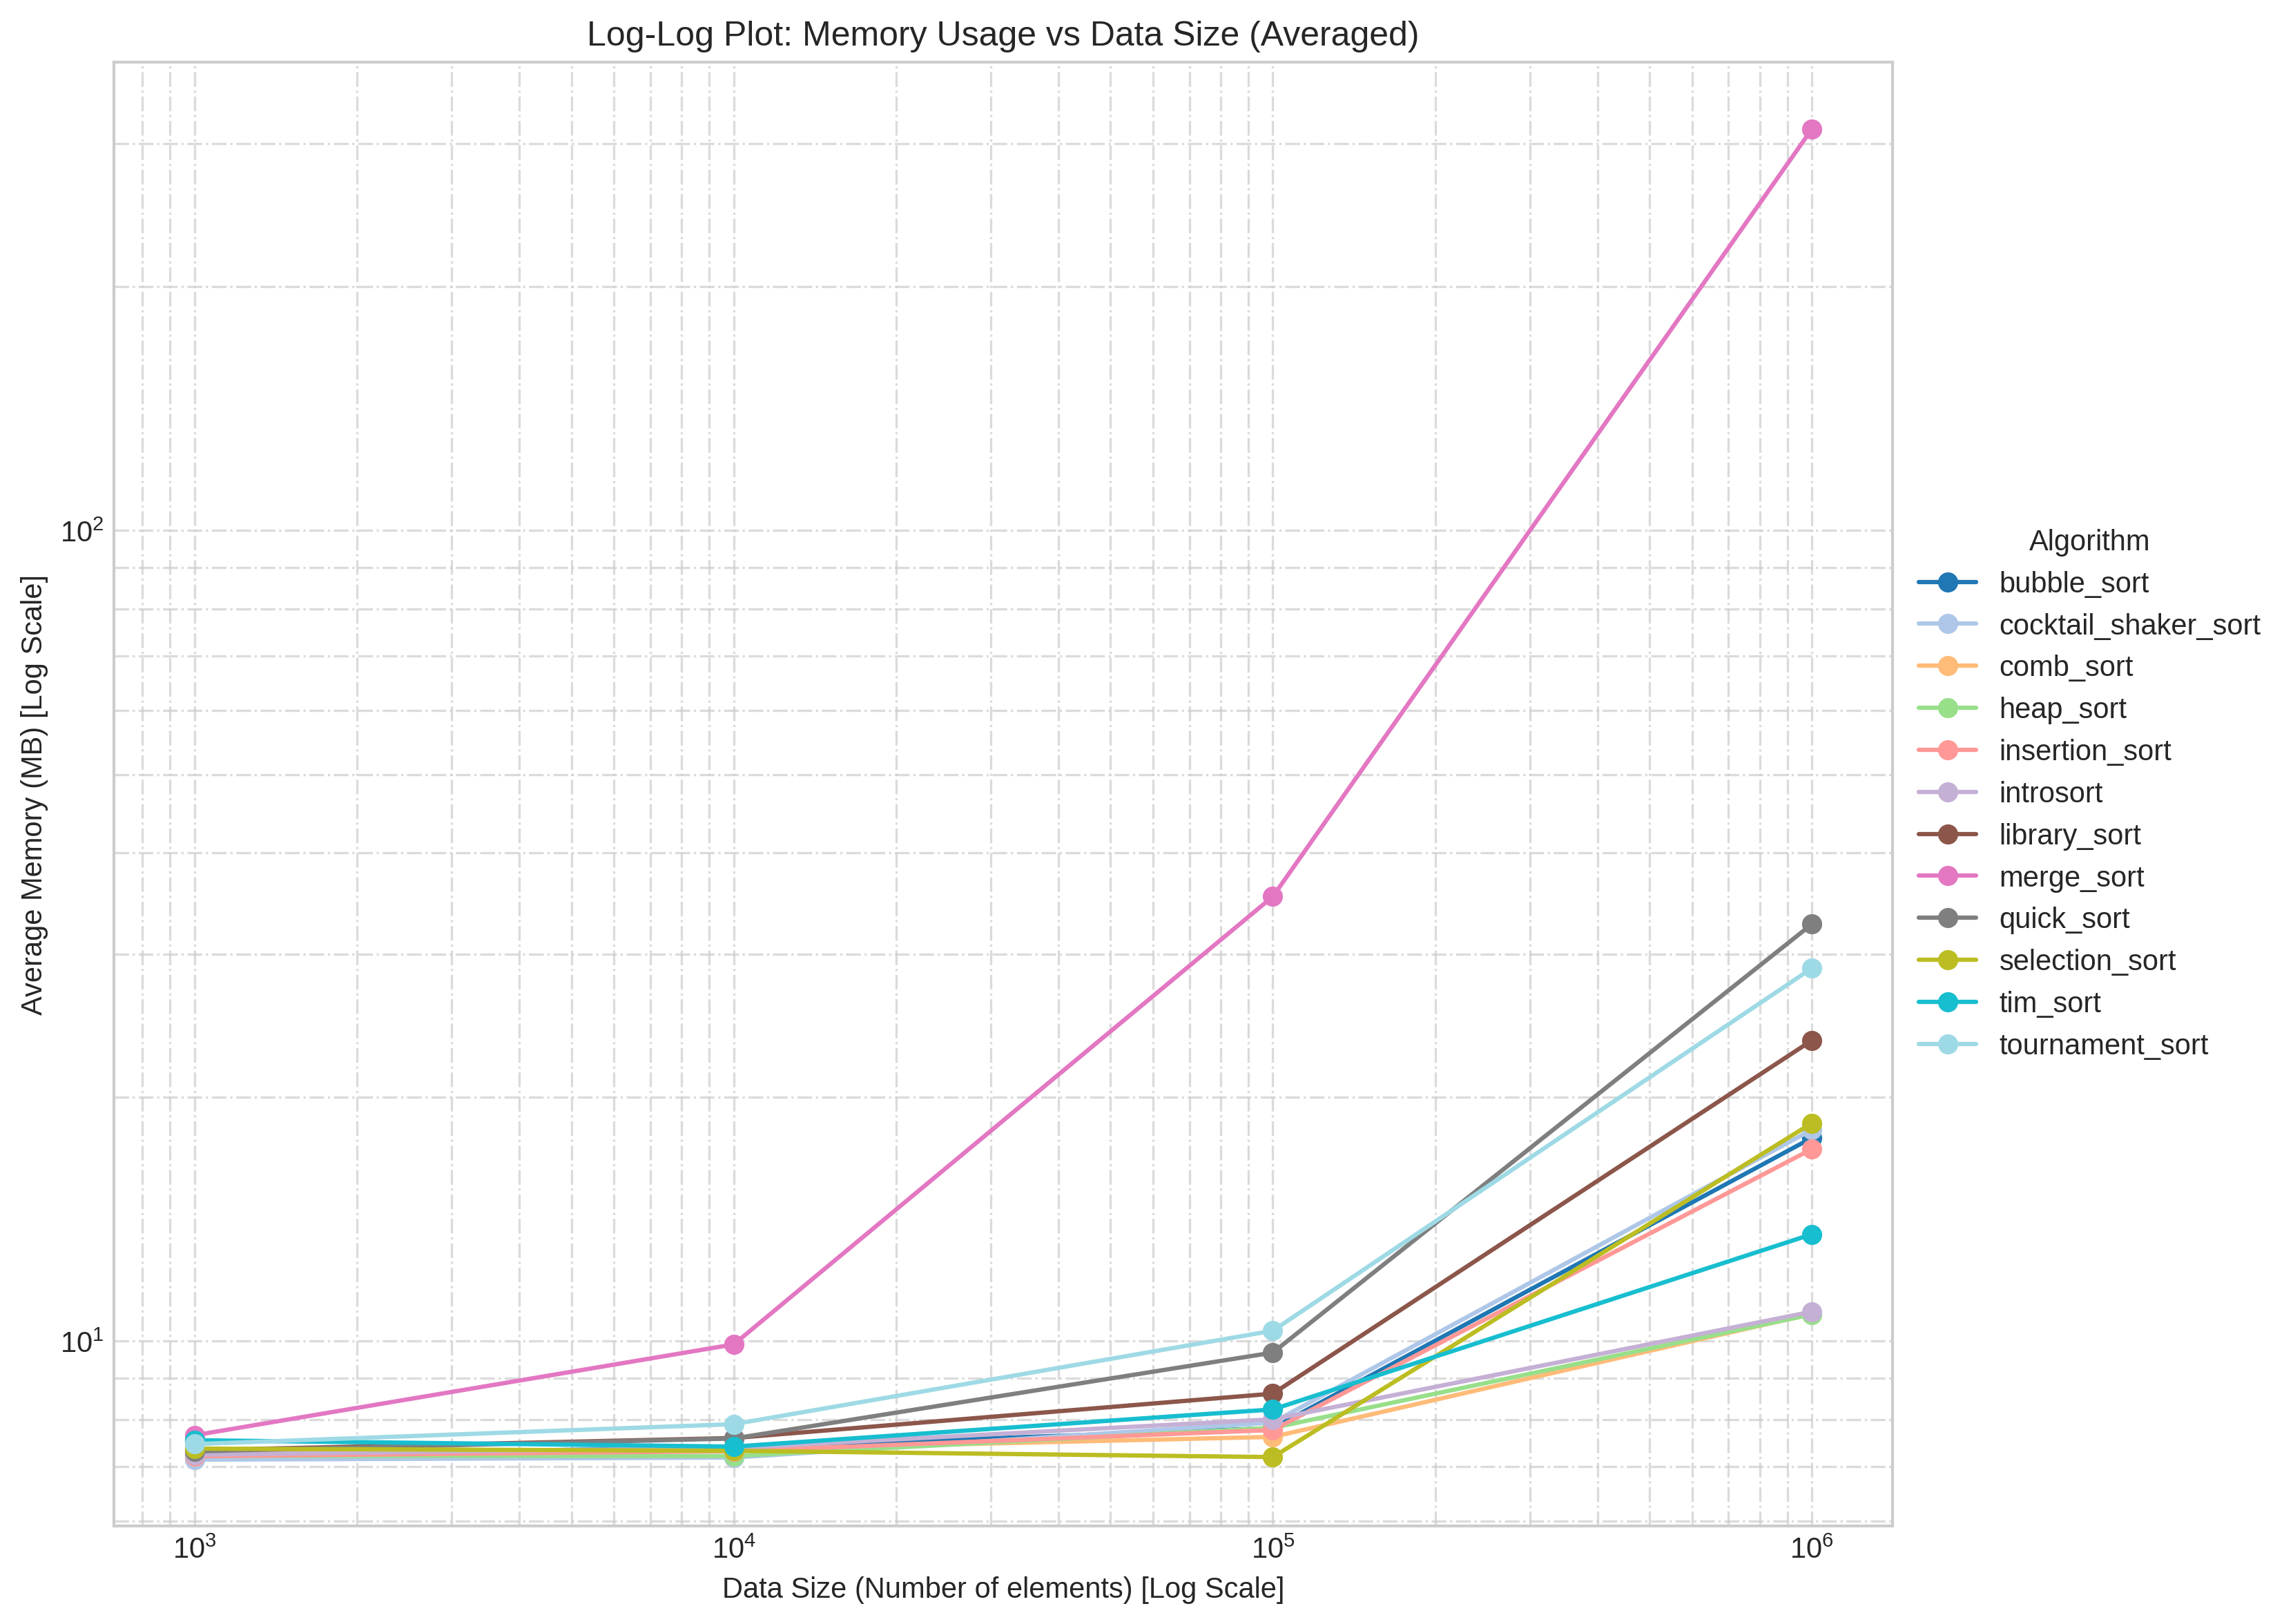 Log-Log Plot: Memory Usage vs Data Size (Averaged)
Average Memory (MB) [Log Scale]
10²
10¹
10³
10⁴
10⁵
10⁶
Data Size (Number of elements) [Log Scale]
Algorithm
bubble_sort
cocktail_shaker_sort
comb_sort
heap_sort
insertion_sort
introsort
library_sort
merge_sort
quick_sort
selection_sort
tim_sort
tournament_sort